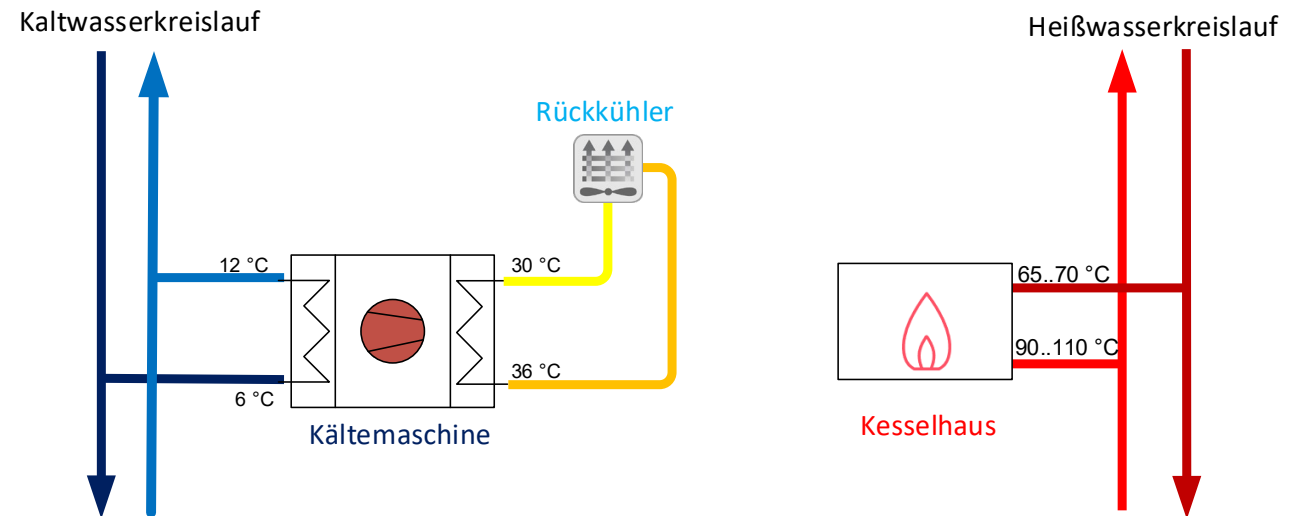 Kaltwasserkreislauf
Heißwasserkreislauf
Rückkühler
12 °C
30 °C
65..70 °C
90..110 °C
36 °C
6 °C
Kältemaschine
Kesselhaus